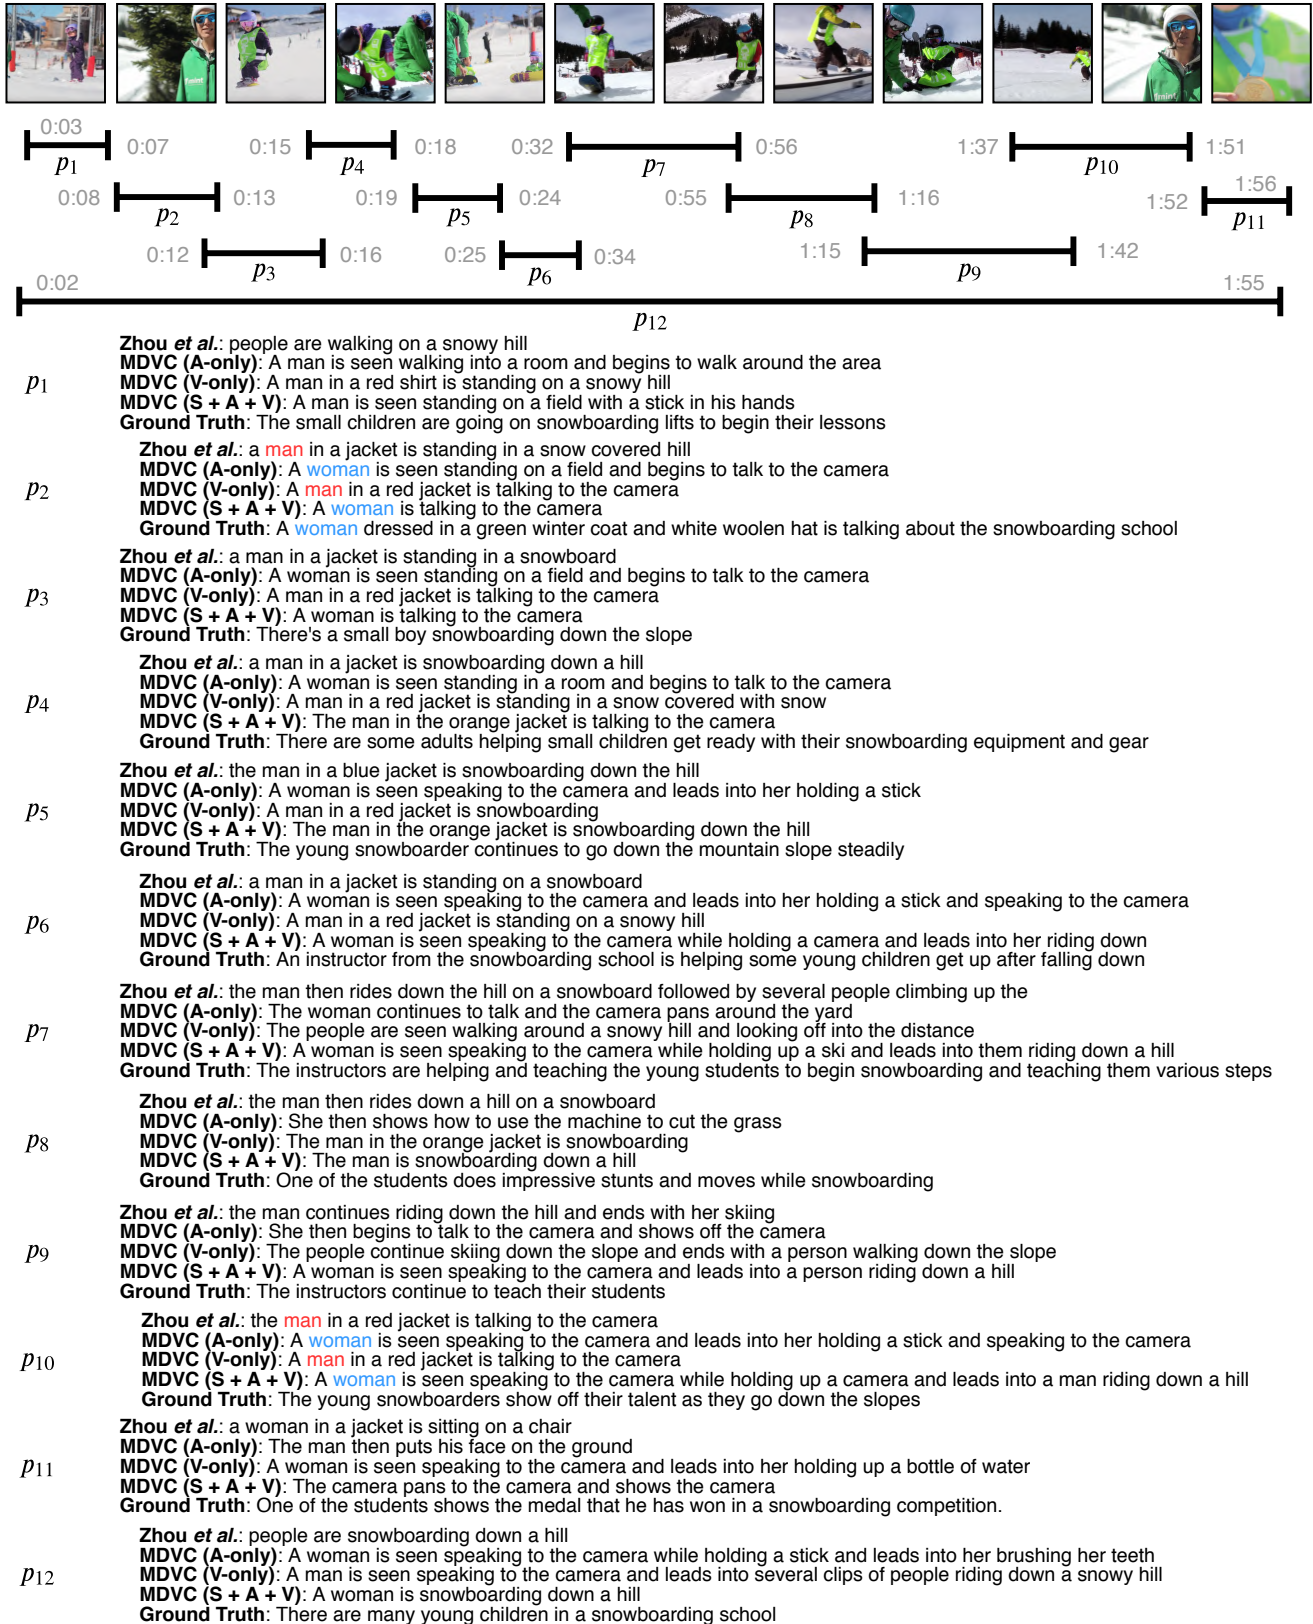 fmint
fmint
0:03
0:07
p1
0:15
0:18
p4
0:32
0:56
p7
1:37
1:51
p10
0:08
0:13
p2
0:19
0:24
p5
0:55
1:16
p8
1:52
1:56
p11
0:12
0:16
p3
0:25
0:34
p6
1:15
1:42
p9
0:02
1:55
p12
p1
Zhou et al.: people are walking on a snowy hill
MDVC (A-only): A man is seen walking into a room and begins to walk around the area
MDVC (V-only): A man in a red shirt is standing on a snowy hill
MDVC (S + A + V): A man is seen standing on a field with a stick in his hands
Ground Truth: The small children are going on snowboarding lifts to begin their lessons
p2
Zhou et al.: a man in a jacket is standing in a snow covered hill
MDVC (A-only): A woman is seen standing on a field and begins to talk to the camera
MDVC (V-only): A man in a red jacket is talking to the camera
MDVC (S + A + V): A woman is talking to the camera
Ground Truth: A woman dressed in a green winter coat and white woolen hat is talking about the snowboarding school
p3
Zhou et al.: a man in a jacket is standing in a snowboard
MDVC (A-only): A woman is seen standing on a field and begins to talk to the camera
MDVC (V-only): A man in a red jacket is talking to the camera
MDVC (S + A + V): A woman is talking to the camera
Ground Truth: There's a small boy snowboarding down the slope
p4
Zhou et al.: a man in a jacket is snowboarding down a hill
MDVC (A-only): A woman is seen standing in a room and begins to talk to the camera
MDVC (V-only): A man in a red jacket is standing in a snow covered with snow
MDVC (S + A + V): The man in the orange jacket is talking to the camera
Ground Truth: There are some adults helping small children get ready with their snowboarding equipment and gear
p5
Zhou et al.: the man in a blue jacket is snowboarding down the hill
MDVC (A-only): A woman is seen speaking to the camera and leads into her holding a stick
MDVC (V-only): A man in a red jacket is snowboarding
MDVC (S + A + V): The man in the orange jacket is snowboarding down the hill
Ground Truth: The young snowboarder continues to go down the mountain slope steadily
p6
Zhou et al.: a man in a jacket is standing on a snowboard
MDVC (A-only): A woman is seen speaking to the camera and leads into her holding a stick and speaking to the camera
MDVC (V-only): A man in a red jacket is standing on a snowy hill
MDVC (S + A + V): A woman is seen speaking to the camera while holding a camera and leads into her riding down
Ground Truth: An instructor from the snowboarding school is helping some young children get up after falling down
p7
Zhou et al.: the man then rides down the hill on a snowboard followed by several people climbing up the
MDVC (A-only): The woman continues to talk and the camera pans around the yard
MDVC (V-only): The people are seen walking around a snowy hill and looking off into the distance
MDVC (S + A + V): A woman is seen speaking to the camera while holding up a ski and leads into them riding down a hill
Ground Truth: The instructors are helping and teaching the young students to begin snowboarding and teaching them various steps
p8
Zhou et al.: the man then rides down a hill on a snowboard
MDVC (A-only): She then shows how to use the machine to cut the grass
MDVC (V-only): The man in the orange jacket is snowboarding
MDVC (S + A + V): The man is snowboarding down a hill
Ground Truth: One of the students does impressive stunts and moves while snowboarding
p9
Zhou et al.: the man continues riding down the hill and ends with her skiing
MDVC (A-only): She then begins to talk to the camera and shows off the camera
MDVC (V-only): The people continue skiing down the slope and ends with a person walking down the slope
MDVC (S + A + V): A woman is seen speaking to the camera and leads into a person riding down a hill
Ground Truth: The instructors continue to teach their students
p10
Zhou et al.: the man in a red jacket is talking to the camera
MDVC (A-only): A woman is seen speaking to the camera and leads into her holding a stick and speaking to the camera
MDVC (V-only): A man in a red jacket is talking to the camera
MDVC (S + A + V): A woman is seen speaking to the camera while holding up a camera and leads into a man riding down a hill
Ground Truth: The young snowboarders show off their talent as they go down the slopes
p11
Zhou et al.: a woman in a jacket is sitting on a chair
MDVC (A-only): The man then puts his face on the ground
MDVC (V-only): A woman is seen speaking to the camera and leads into her holding up a bottle of water
MDVC (S + A + V): The camera pans to the camera and shows the camera
Ground Truth: One of the students shows the medal that he has won in a snowboarding competition.
p12
Zhou et al.: people are snowboarding down a hill
MDVC (A-only): A woman is seen speaking to the camera while holding a stick and leads into her brushing her teeth
MDVC (V-only): A man is seen speaking to the camera and leads into several clips of people riding down a snowy hill
MDVC (S + A + V): A woman is snowboarding down a hill
Ground Truth: There are many young children in a snowboarding school